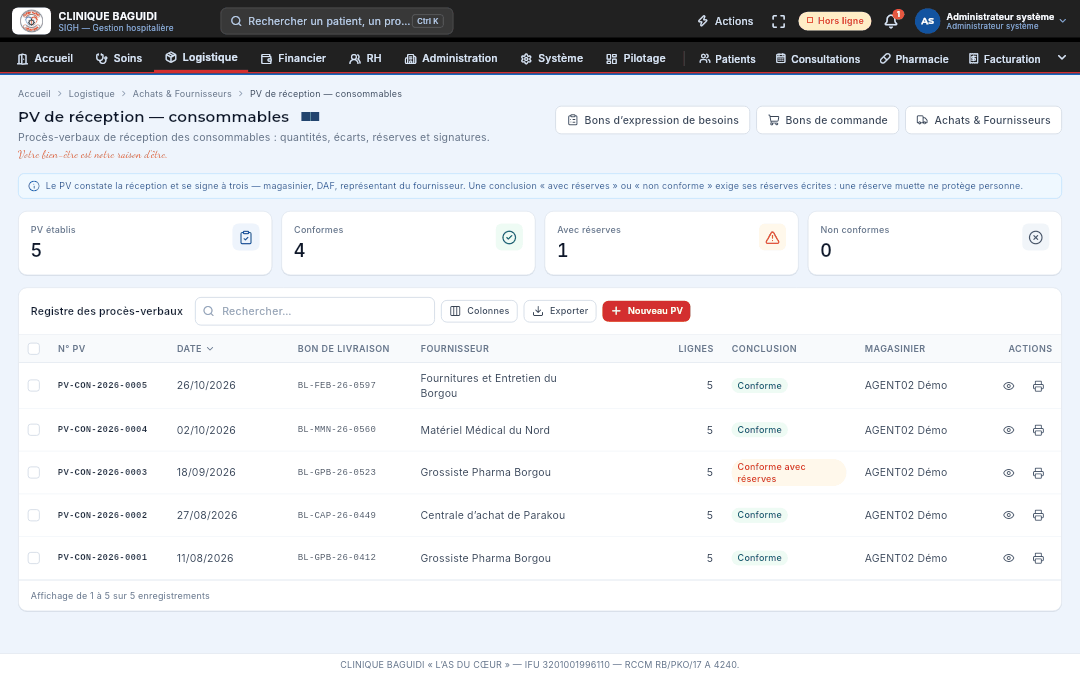 CLINIQUE BAGUIDI
SIGH — Gestion hospitalière
Rechercher un patient, un pro... Ctrl K
Actions
Hors ligne
1
AS
Administrateur système
Administrateur système
Accueil Soins Logistique Financier RH Administration Système Pilotage Patients Consultations Pharmacie Facturation
Accueil > Logistique > Achats & Fournisseurs > PV de réception — consommables
PV de réception — consommables
Procès-verbaux de réception des consommables : quantités, écarts, réserves et signatures.
Votre bien-être est notre raison d'être.
Bons d'expression de besoins
Bons de commande
Achats & Fournisseurs
Le PV constate la réception et se signe à trois — magasinier, DAF, représentant du fournisseur. Une conclusion « avec réserves » ou « non conforme » exige ses réserves écrites : une réserve muette ne protège personne.
PV établis
5
Conformes
4
Avec réserves
1
Non conformes
0
Registre des procès-verbaux
Rechercher...
Colonnes
Exporter
Nouveau PV
N° PV DATE BON DE LIVRAISON FOURNISSEUR LIGNES CONCLUSION MAGASINIER ACTIONS
PV-CON-2026-0005 26/10/2026 BL-FEB-26-0597 Fournitures et Entretien du Borgou 5 Conforme AGENT02 Démo
PV-CON-2026-0004 02/10/2026 BL-MMN-26-0560 Matériel Médical du Nord 5 Conforme AGENT02 Démo
PV-CON-2026-0003 18/09/2026 BL-GPB-26-0523 Grossiste Pharma Borgou 5 Conforme avec réserves AGENT02 Démo
PV-CON-2026-0002 27/08/2026 BL-CAP-26-0449 Centrale d'achat de Parakou 5 Conforme AGENT02 Démo
PV-CON-2026-0001 11/08/2026 BL-GPB-26-0412 Grossiste Pharma Borgou 5 Conforme AGENT02 Démo
Affichage de 1 à 5 sur 5 enregistrements
CLINIQUE BAGUIDI « L'AS DU CŒUR » — IFU 3201001996110 — RCCM RB/PKO/17 A 4240.